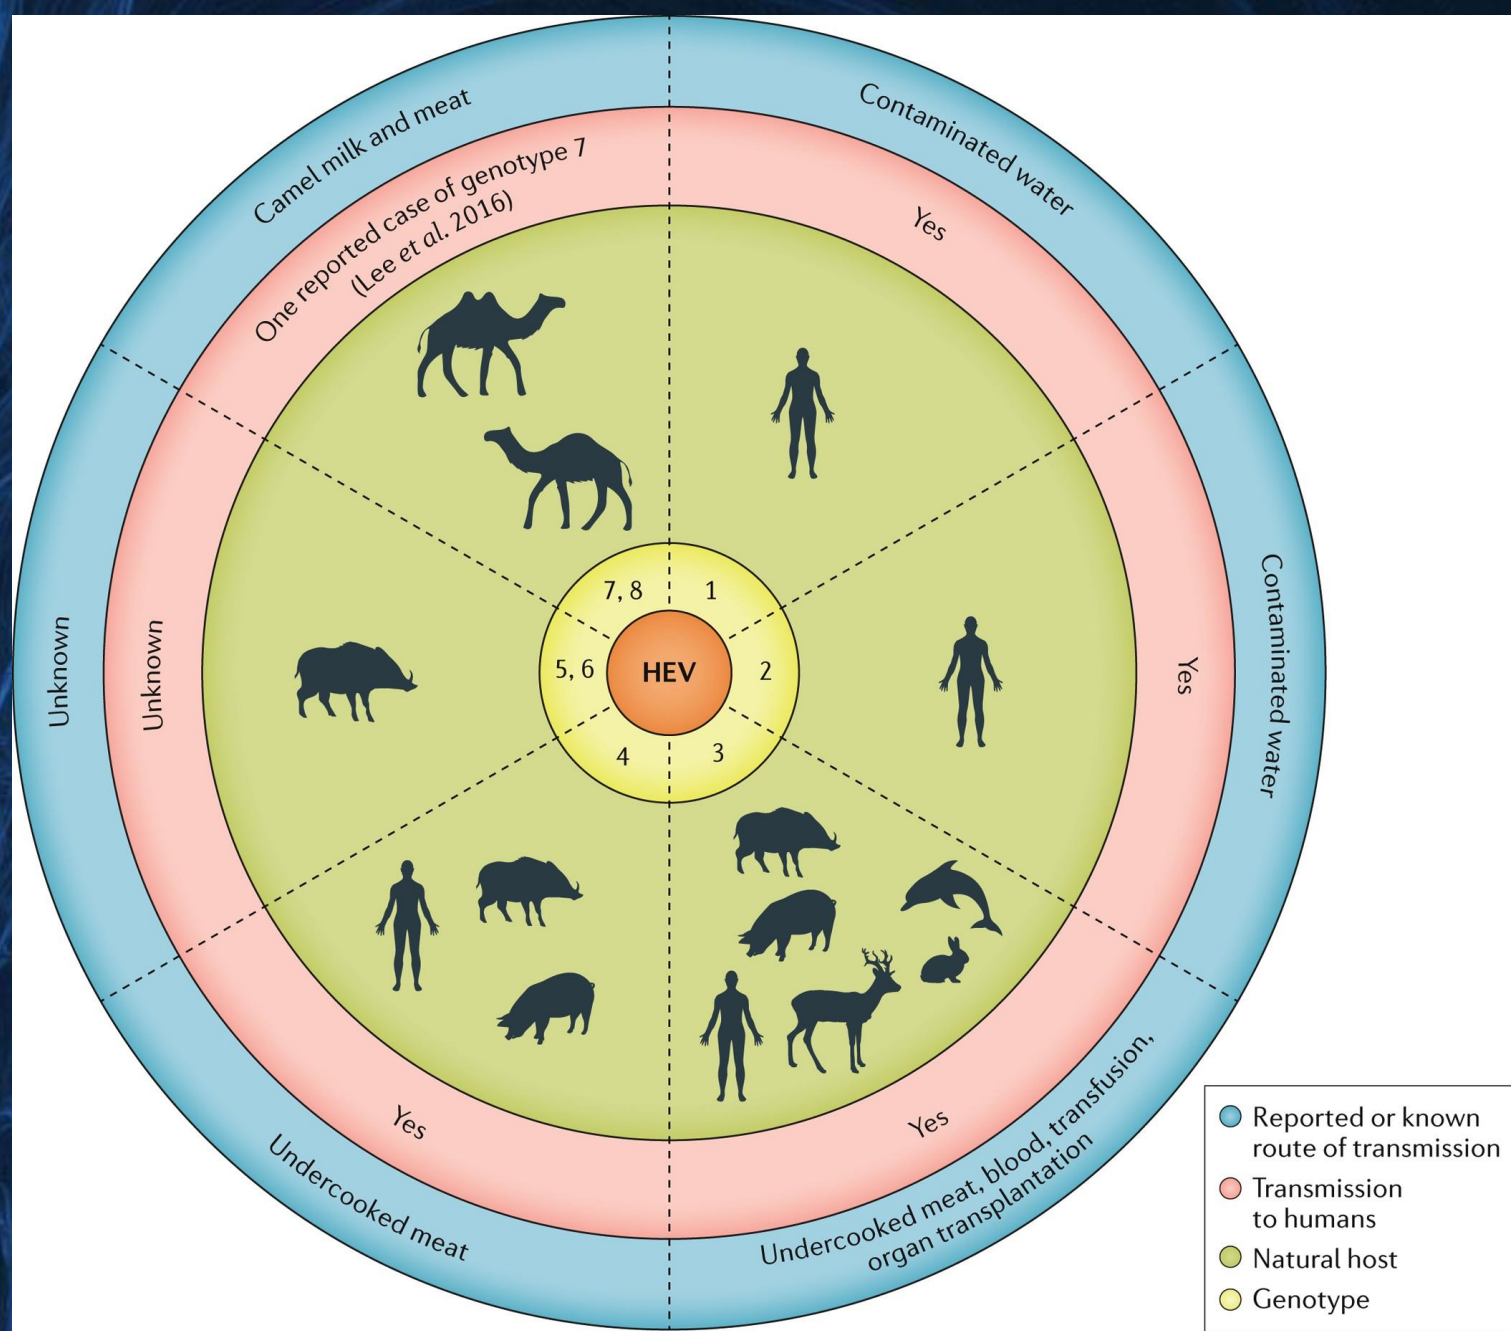 Camel milk and meat
One reported case of genotype 7
(Lee et al. 2016)
Contaminated water
Yes
Contaminated water
Yes
Unknown
Unknown
7, 8
1
5, 6
HEV
2
4
3
Yes
Undercooked meat
Yes
Undercooked meat, blood, transfusion,
organ transplantation
Reported or known
route of transmission
Transmission
to humans
Natural host
Genotype